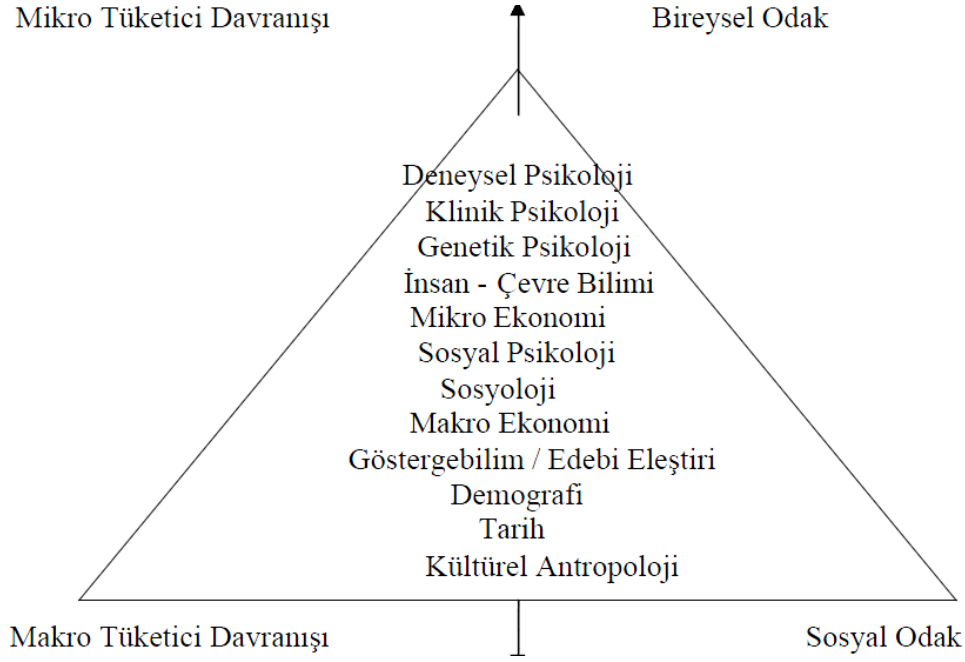 Mikro Tüketici Davranışı Bireysel Odak
Deneysel Psikoloji
Klinik Psikoloji
Genetik Psikoloji
İnsan - Çevre Bilimi
Mikro Ekonomi
Sosyal Psikoloji
Sosyoloji
Makro Ekonomi
Göstergebilim / Edebi Eleştiri
Demografi
Tarih
Kültürel Antropoloji
Makro Tüketici Davranışı Sosyal Odak